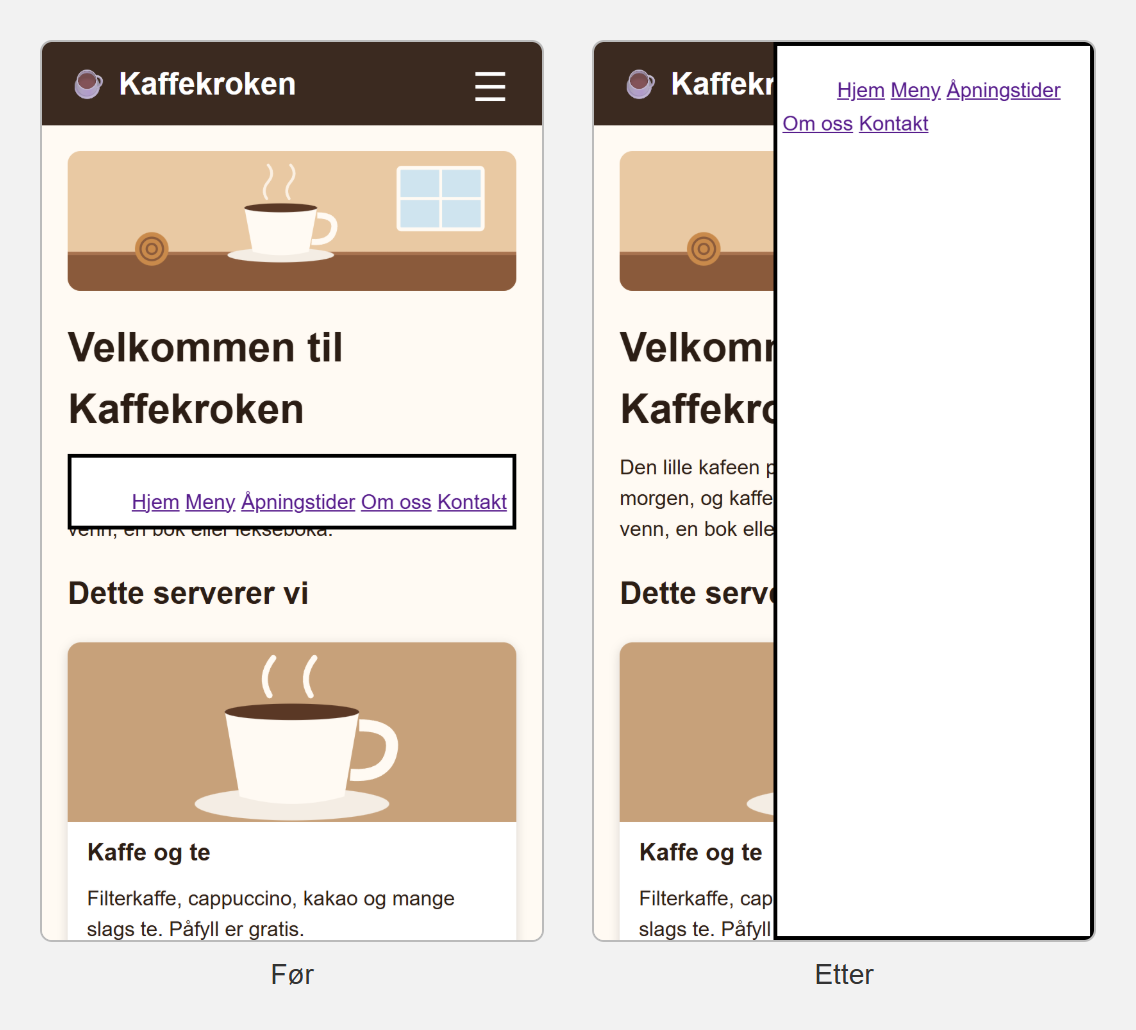 Kaffekroken
☰
Velkommen til
Kaffekroken
Hjem Meny Åpningstider Om oss Kontakt
venn, en bok eller lekseboka.
Dette serverer vi
Kaffe og te
Filterkaffe, cappuccino, kakao og mange
slags te. Påfyll er gratis.
Før
Kaffekr
Hjem Meny Åpningstider
Om oss Kontakt
Velkom
Kaffekro
Den lille kafeen p
morgen, og kaffe
venn, en bok elle
Dette serve
Kaffe og te
Filterkaffe, cap
slags te. Påfyll
Etter